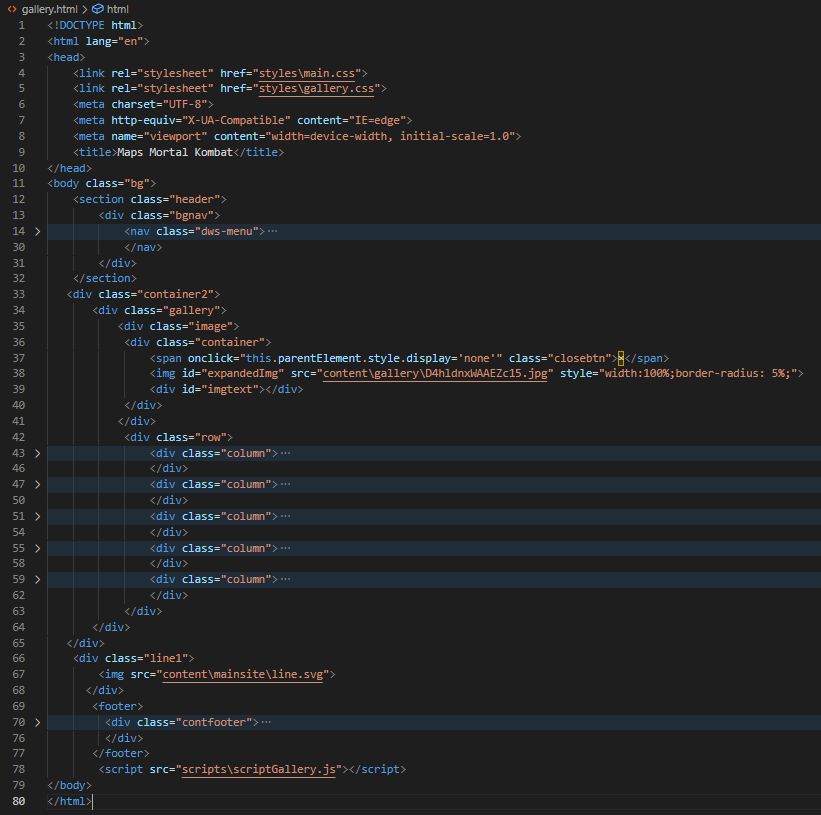 gallery.html > html
1 <!DOCTYPE html>
2 <html lang="en">
3 <head>
4 <link rel="stylesheet" href="styles\main.css">
5 <link rel="stylesheet" href="styles\gallery.css">
6 <meta charset="UTF-8">
7 <meta http-equiv="X-UA-Compatible" content="IE=edge">
8 <meta name="viewport" content="width=device-width, initial-scale=1.0">
9 <title>Maps Mortal Kombat</title>
10 </head>
11 <body class="bg">
12 <section class="header">
13 <div class="bgnav">
14 <nav class="dws-menu">…
30 </nav>
31 </div>
32 </section>
33 <div class="container2">
34 <div class="gallery">
35 <div class="image">
36 <div class="container">
37 <span onclick="this.parentElement.style.display='none'" class="closebtn">×</span>
38 <img id="expandedImg" src="content\gallery\D4hldnxWAAEZc15.jpg" style="width:100%;border-radius: 5%;">
39 <div id="imgtext"></div>
40 </div>
41 </div>
42 <div class="row">
43 <div class="column">…
46 </div>
47 <div class="column">…
50 </div>
51 <div class="column">…
54 </div>
55 <div class="column">…
58 </div>
59 <div class="column">…
62 </div>
63 </div>
64 </div>
65 </div>
66 <div class="line1">
67 <img src="content\mainsite\line.svg">
68 </div>
69 <footer>
70 <div class="contfooter">…
76 </div>
77 </footer>
78 <script src="scripts\scriptGallery.js"></script>
79 </body>
80 </html>